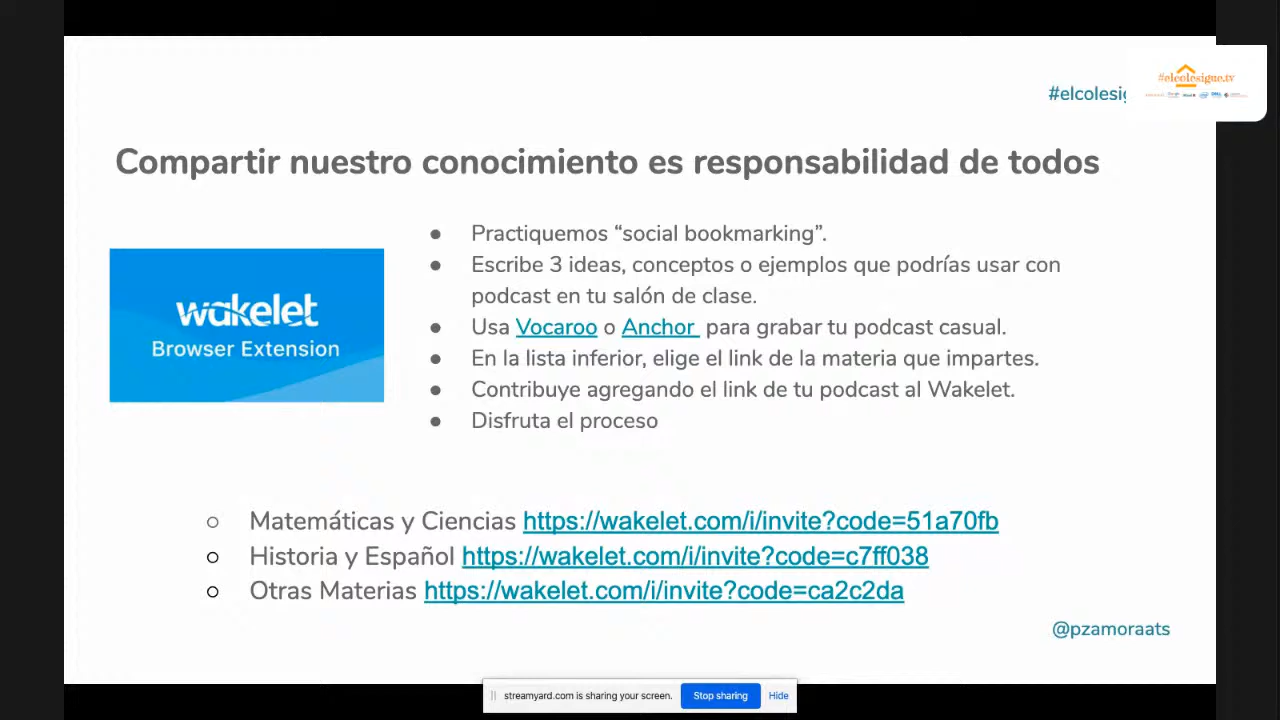 #elcolesig
#elcolesigue.tv
Compartir nuestro conocimiento es responsabilidad de todos
wakelet
Browser Extension
● Practiquemos “social bookmarking”.
● Escribe 3 ideas, conceptos o ejemplos que podrías usar con
podcast en tu salón de clase.
● Usa Vocaroo o Anchor para grabar tu podcast casual.
● En la lista inferior, elige el link de la materia que impartes.
● Contribuye agregando el link de tu podcast al Wakelet.
● Disfruta el proceso
○ Matemáticas y Ciencias https://wakelet.com/i/invite?code=51a70fb
○ Historia y Español https://wakelet.com/i/invite?code=c7ff038
○ Otras Materias https://wakelet.com/i/invite?code=ca2c2da
@pzamoraats
streamyard.com is sharing your screen.
Stop sharing
Hide